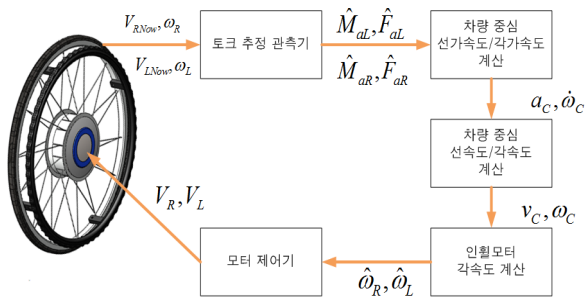 V_RNow, ω_R
V_LNow, ω_L
토크 추정 관측기
M̂_aL, F̂_aL
M̂_aR, F̂_aR
차량 중심
선가속도/각가속도
계산
a_C, ω̇_C
차량 중심
선속도/각속도
계산
v_C, ω_C
인휠모터
각속도 계산
ω̂_R, ω̂_L
모터 제어기
V_R, V_L